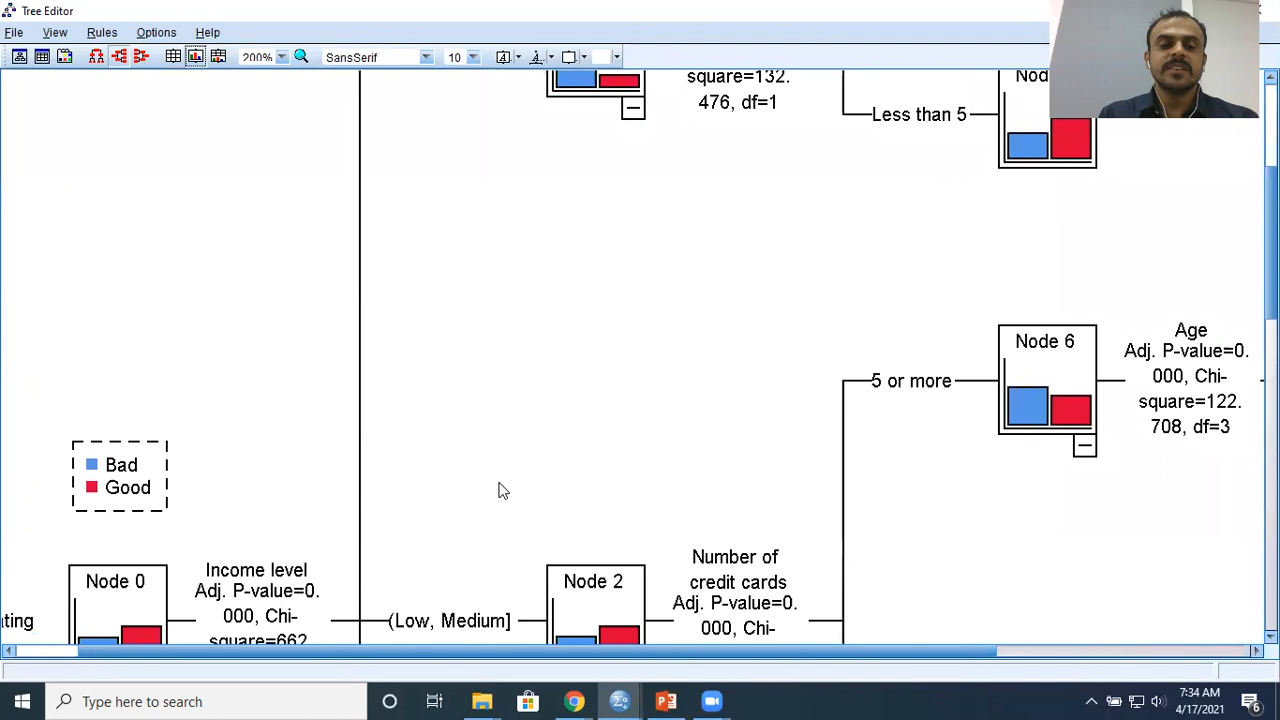 Tree Editor
File View Rules Options Help
200% SansSerif 10
square=132.
476, df=1
Less than 5
5 or more
Node 6
Age
Adj. P-value=0.
000, Chi-
square=122.
708, df=3
Bad
Good
Node 0
Income level
Adj. P-value=0.
000, Chi-
square=662
(Low, Medium]
Node 2
Number of
credit cards
Adj. P-value=0.
000, Chi-
Type here to search
7:34 AM
4/17/2021
6